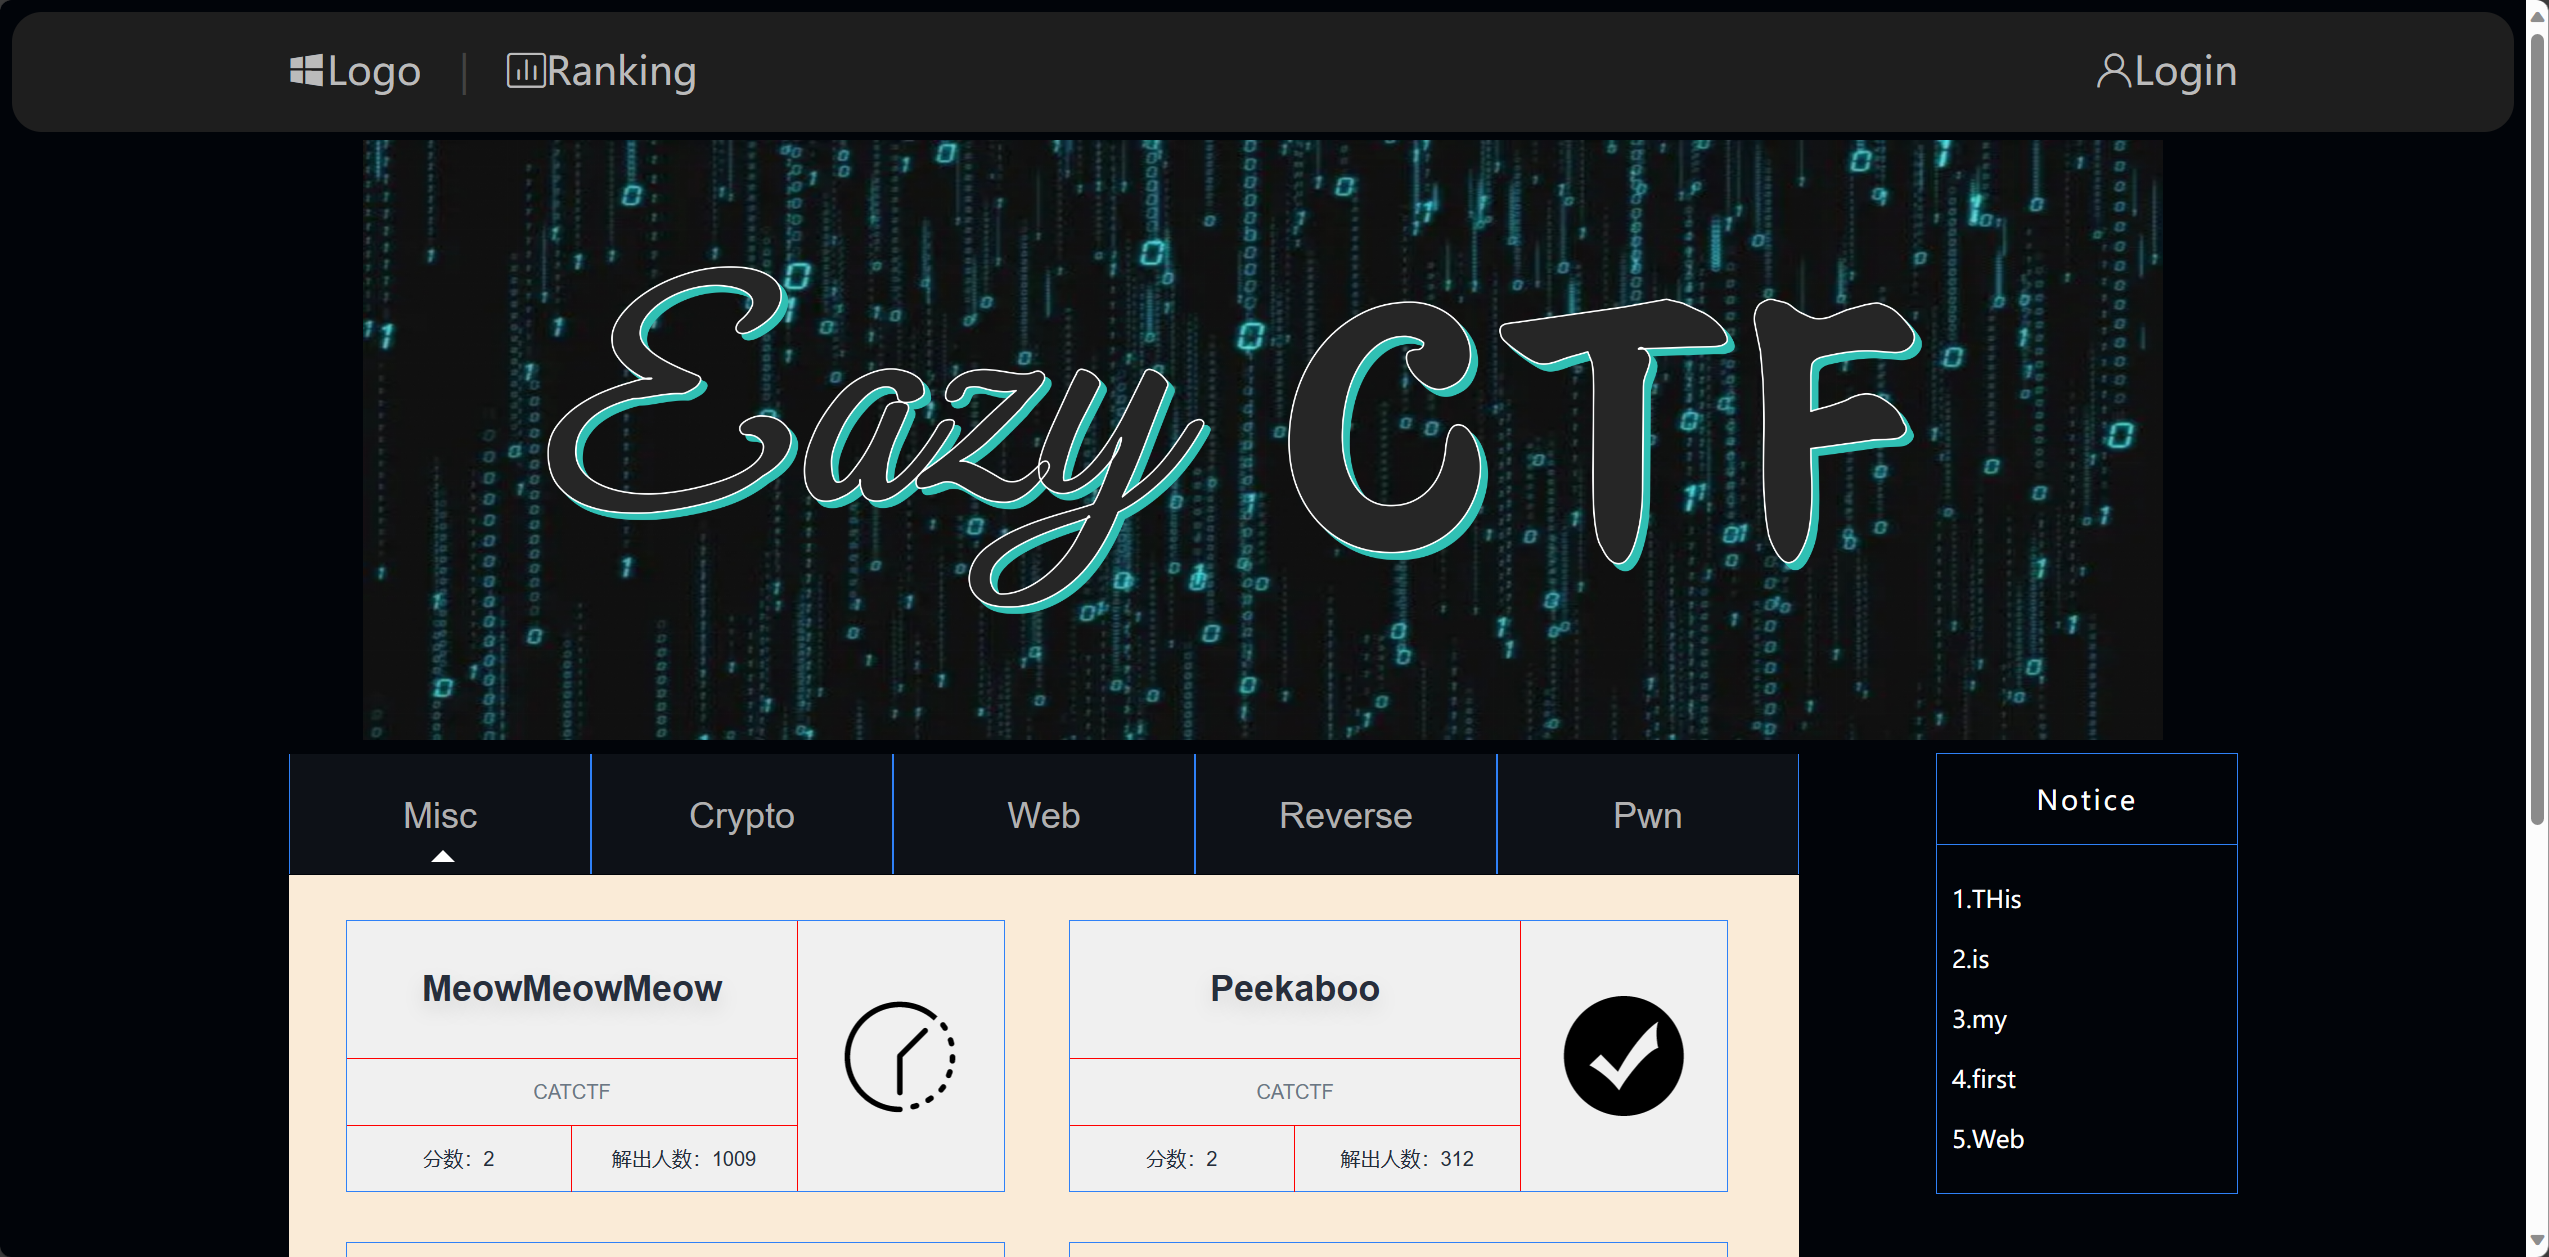 Logo | Ranking
Login
Eazy CTF
Misc
Crypto
Web
Reverse
Pwn
Notice
1.THis
2.is
3.my
4.first
5.Web
MeowMeowMeow
CATCTF
分数：2
解出人数：1009
Peekaboo
CATCTF
分数：2
解出人数：312